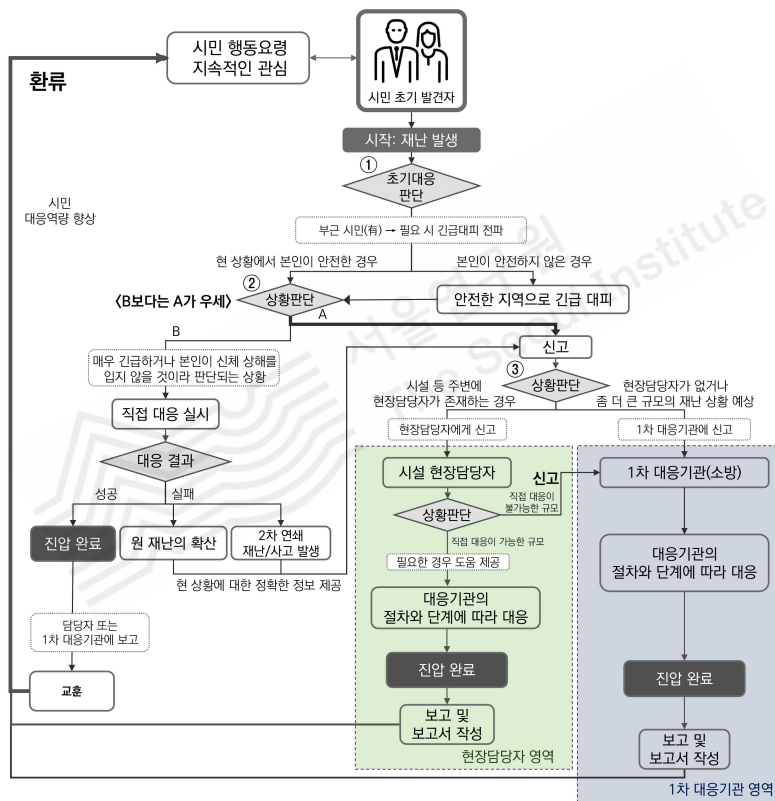 시민 행동요령
지속적인 관심
환류
시민 초기 발견자
시작: 재난 발생
①
초기대응
판단
시민
대응역량 향상
부근 시민(有) → 필요 시 긴급대피 전파
현 상황에서 본인이 안전한 경우
본인이 안전하지 않은 경우
②
〈B보다는 A가 우세〉
상황판단
안전한 지역으로 긴급 대피
A
B
신고
매우 긴급하거나 본인이 신체 상해를
입지 않을 것이라 판단되는 상황
③
상황판단
시설 등 주변에
현장담당자가 존재하는 경우
현장담당자가 없거나
좀 더 큰 규모의 재난 상황 예상
직접 대응 실시
현장담당자에게 신고
1차 대응기관에 신고
대응 결과
시설 현장담당자
신고
1차 대응기관(소방)
직접 대응이
불가능한 규모
성공
실패
상황판단
진압 완료
원 재난의 확산
2차 연쇄
재난/사고 발생
직접 대응이 가능한 규모
필요한 경우 도움 제공
대응기관의
절차와 단계에 따라 대응
현 상황에 대한 정확한 정보 제공
대응기관의
절차와 단계에 따라 대응
담당자 또는
1차 대응기관에 보고
진압 완료
진압 완료
교훈
보고 및
보고서 작성
보고 및
보고서 작성
현장담당자 영역
1차 대응기관 영역
서울연구원
The Seoul Institute